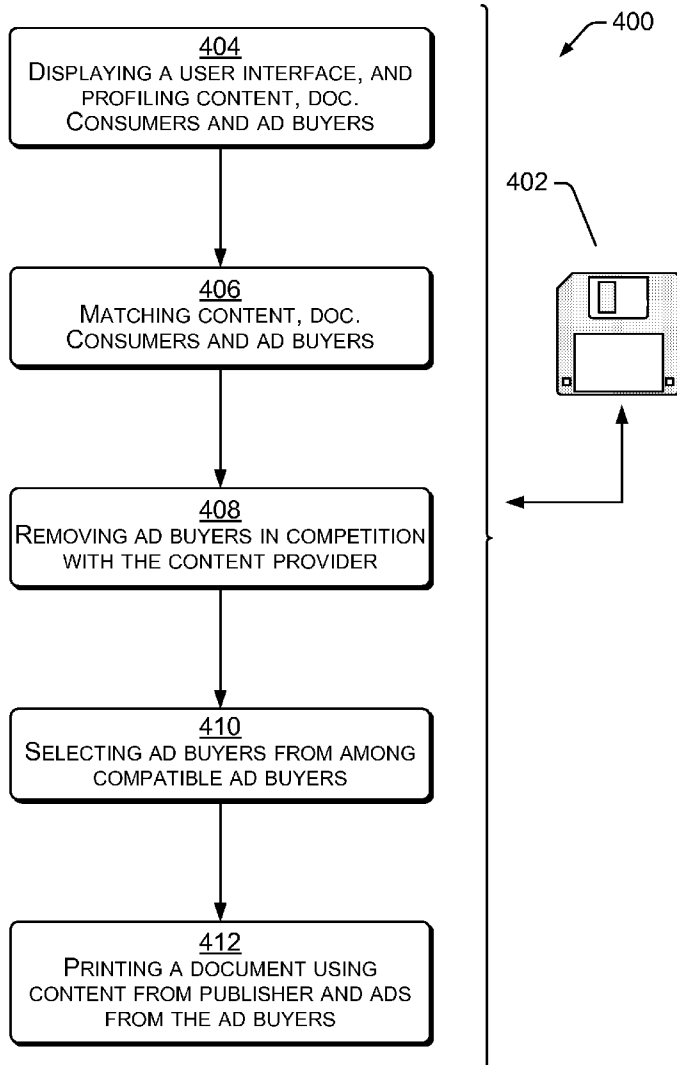 404
DISPLAYING A USER INTERFACE, AND
PROFILING CONTENT, DOC.
CONSUMERS AND AD BUYERS
400
402
406
MATCHING CONTENT, DOC.
CONSUMERS AND AD BUYERS
408
REMOVING AD BUYERS IN COMPETITION
WITH THE CONTENT PROVIDER
410
SELECTING AD BUYERS FROM AMONG
COMPATIBLE AD BUYERS
412
PRINTING A DOCUMENT USING
CONTENT FROM PUBLISHER AND ADS
FROM THE AD BUYERS